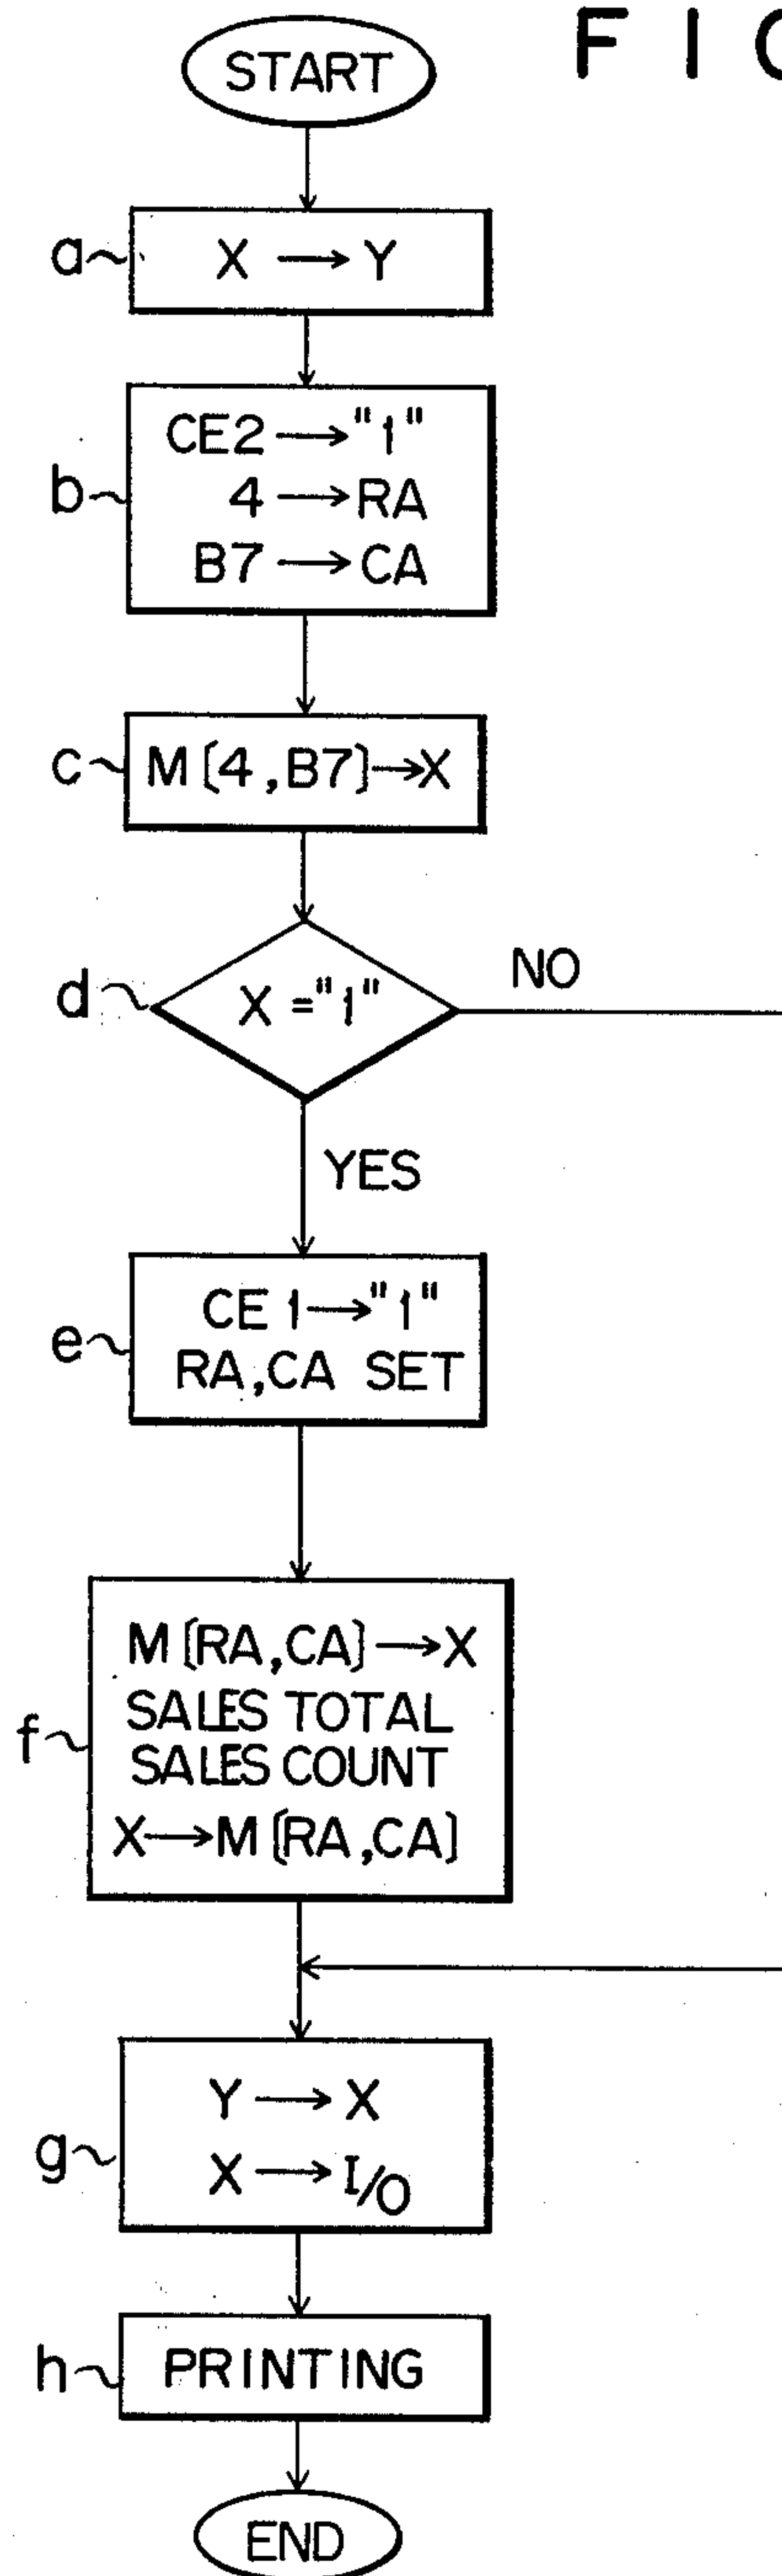 F I
START
a X → Y
CE2 → "1"
b 4 → RA
B7 → CA
c M[4,B7] → X
d X = "1" NO
YES
CE 1 → "1"
e RA,CA SET
M[RA,CA] → X
SALES TOTAL
f SALES COUNT
X → M[RA,CA]
Y → X
g X → I/O
h PRINTING
END